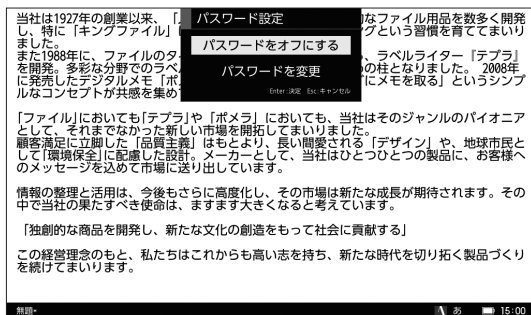 当社は1927年の創業以来、「
なファイル用品を数多く開発
し、特に「キングファイル」
グという習慣を育ててまいり
ました。
また1988年に、ファイルのタ
、ラベルライター『テプラ』
を開発。多彩な分野でのラベ
の柱となりました。 2008年
に発売したデジタルメモ「ポ
にメモを取る」というシンプ
ルなコンセプトが共感を集め
パスワード設定
パスワードをオフにする
パスワードを変更
Enter:決定 Esc:キャンセル
「ファイル」においても「テプラ」や「ポメラ」においても、当社はそのジャンルのパイオニア
として、それまでなかった新しい市場を開拓してまいりました。
顧客満足に立脚した「品質主義」はもとより、長い間愛される「デザイン」や、地球市民と
して「環境保全」に配慮した設計。メーカーとして、当社はひとつひとつの製品に、お客様へ
のメッセージを込めて市場に送り出しています。
情報の整理と活用は、今後もさらに高度化し、その市場は新たな成長が期待されます。その
中で当社の果たすべき使命は、ますます大きくなると考えています。
「独創的な商品を開発し、新たな文化の創造をもって社会に貢献する」
この経営理念のもと、私たちはこれからも高い志を持ち、新たな時代を切り拓く製品づくり
を続けてまいります。
無題*
A あ 15:00